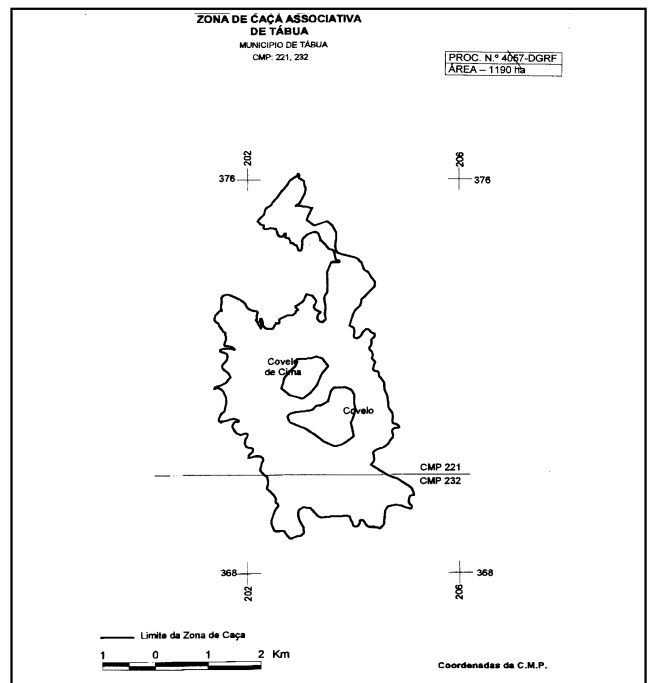 ZONA DE CAÇA ASSOCIATIVA
DE TÁBUA
MUNICIPIO DE TÁBUA
CMP: 221, 232
PROC. N.º 4057-DGRF
ÁREA – 1190 ha
202
206
376
376
Covelo
de Cima
Covelo
CMP 221
CMP 232
368
368
202
206
Limite da Zona de Caça
1 0 1 2 Km
Coordenadas da C.M.P.